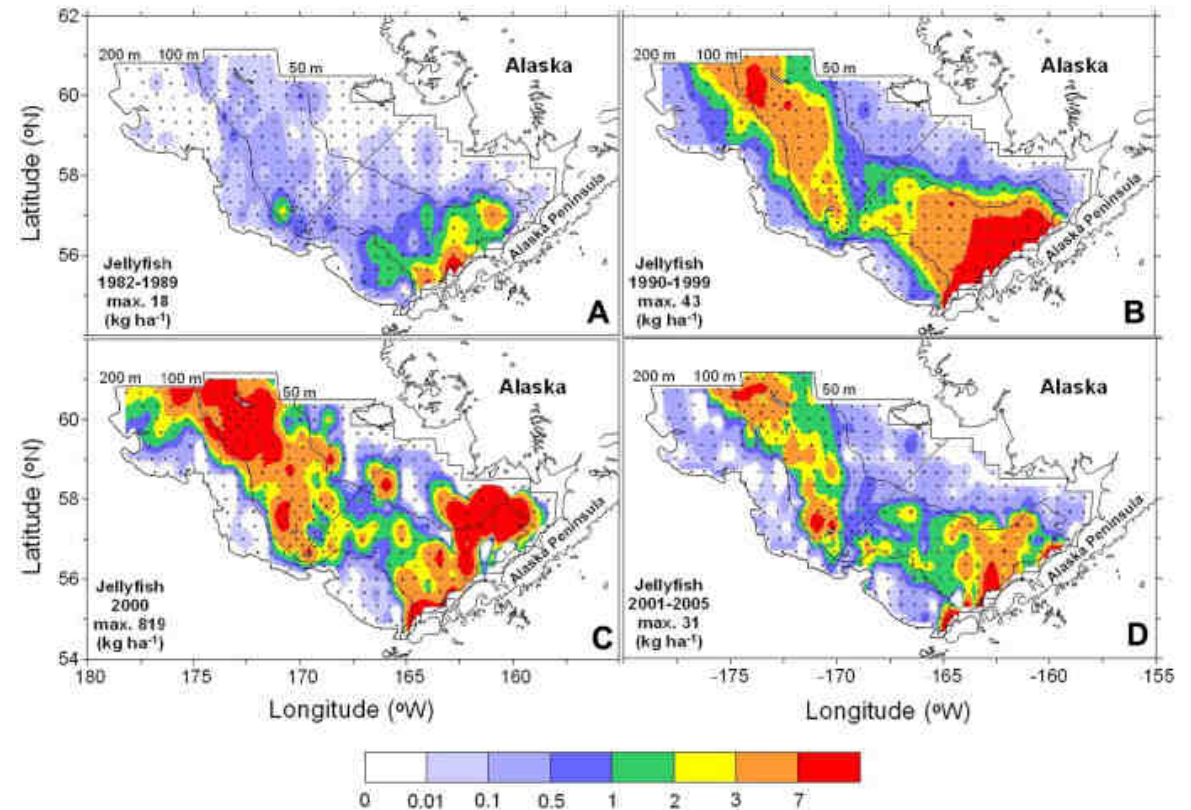 62
60
58
56
Latitude (ºN)
200 m
100 m
50 m
Alaska
Alaska Peninsula
Jellyfish
1982-1989
max. 18
(kg ha⁻¹)
A
200 m
100 m
50 m
Alaska
Alaska Peninsula
Jellyfish
1990-1999
max. 43
(kg ha⁻¹)
B
60
58
56
54
Latitude (ºN)
200 m
100 m
50 m
Alaska
Alaska Peninsula
Jellyfish
2000
max. 819
(kg ha⁻¹)
C
200 m
100 m
50 m
Alaska
Alaska Peninsula
Jellyfish
2001-2005
max. 31
(kg ha⁻¹)
D
180 175 170 165 160
-175 -170 -165 -160 -155
Longitude (ºW)
Longitude (ºW)
0 0.01 0.1 0.5 1 2 3 7